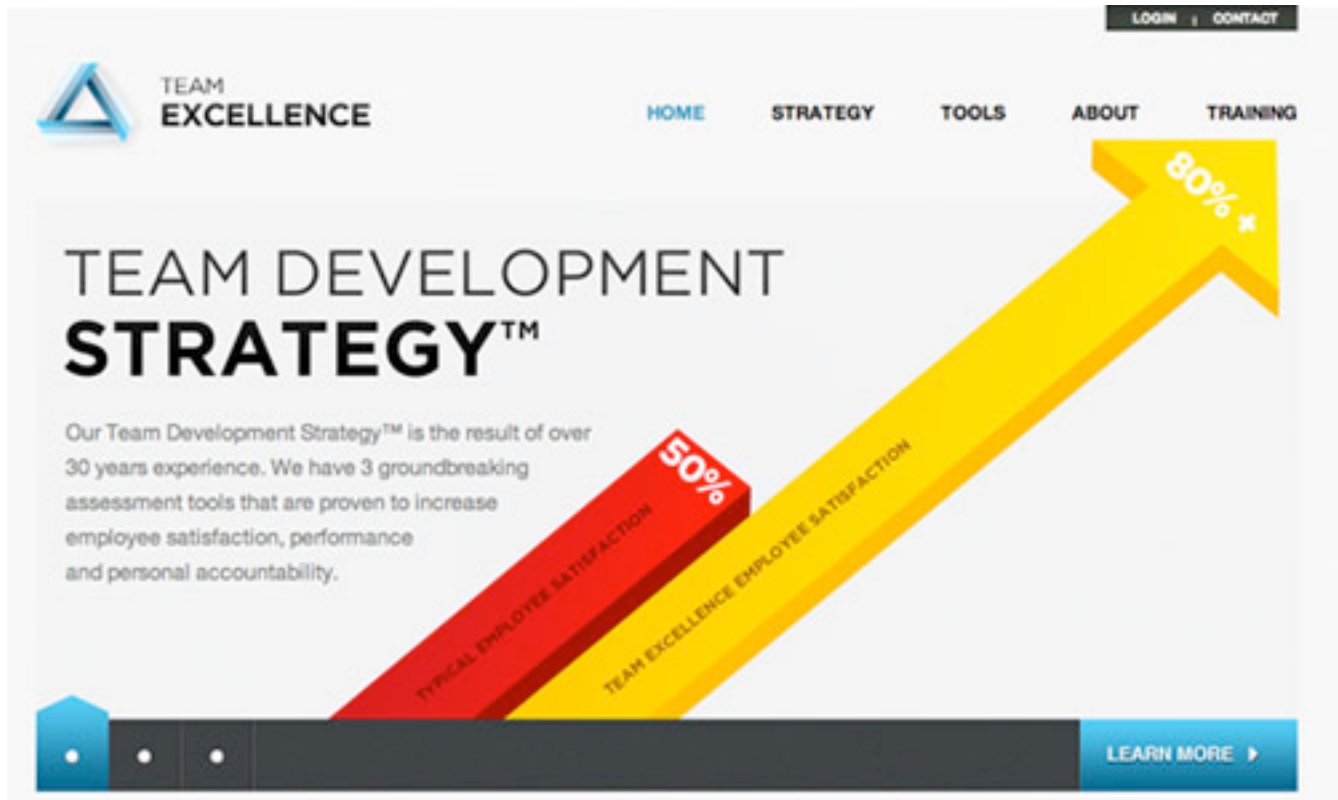 LOGIN | CONTACT
TEAM
EXCELLENCE
HOME STRATEGY TOOLS ABOUT TRAINING
80% +
TEAM DEVELOPMENT
STRATEGY™
Our Team Development Strategy™ is the result of over
30 years experience. We have 3 groundbreaking
assessment tools that are proven to increase
employee satisfaction, performance
and personal accountability.
50%
TYPICAL EMPLOYEE SATISFACTION
TEAM EXCELLENCE EMPLOYEE SATISFACTION
LEARN MORE